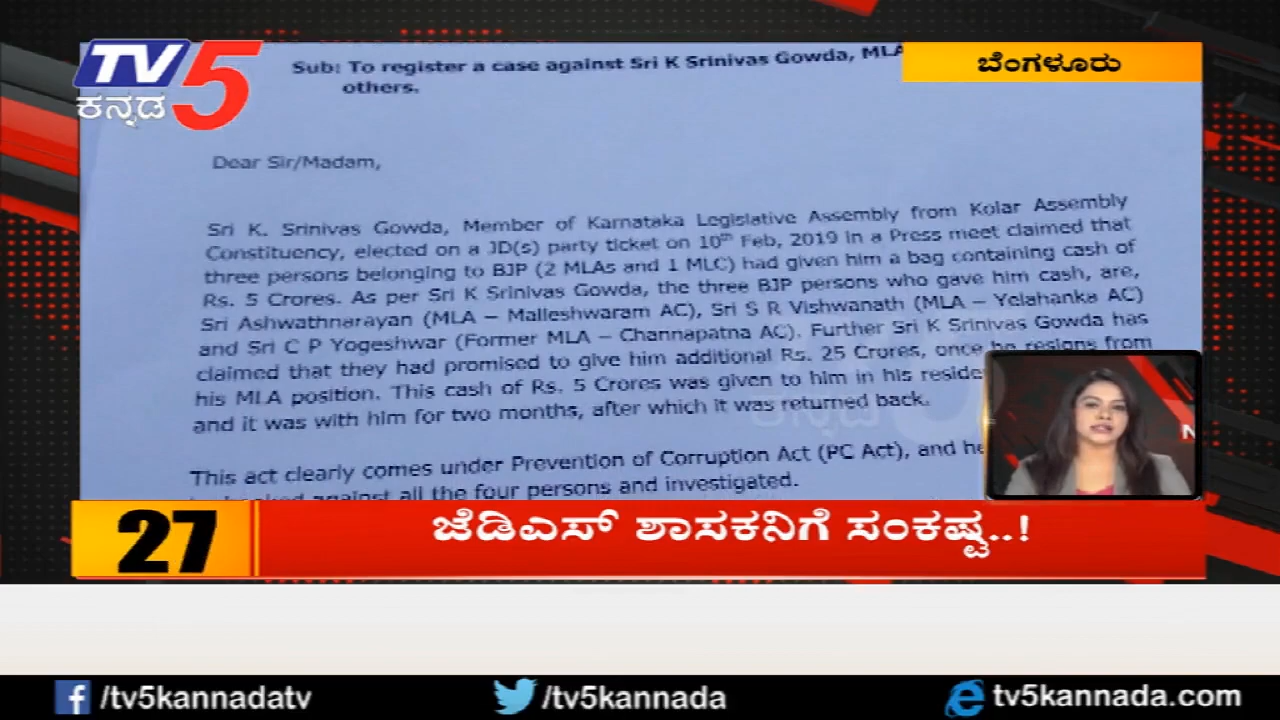 TV5
ಕನ್ನಡ
ಬೆಂಗಳೂರು
Sub: To register a case against Sri K Srinivas Gowda, MLA
others.
Dear Sir/Madam,
Sri K. Srinivas Gowda, Member of Karnataka Legislative Assembly from Kolar Assembly
Constituency, elected on a JD(s) party ticket on 10th Feb, 2019 in a Press meet claimed that
three persons belonging to BJP (2 MLAs and 1 MLC) had given him a bag containing cash of
Rs. 5 Crores. As per Sri K Srinivas Gowda, the three BJP persons who gave him cash, are,
Sri Ashwathnarayan (MLA – Malleshwaram AC), Sri S R Vishwanath (MLA – Yelahanka AC)
and Sri C P Yogeshwar (Former MLA – Channapatna AC). Further Sri K Srinivas Gowda has
claimed that they had promised to give him additional Rs. 25 Crores, once he resigns from
his MLA position. This cash of Rs. 5 Crores was given to him in his
and it was with him for two months, after which it was returned back.
This act clearly comes under Prevention of Corruption Act (PC Act), and
against all the four persons and investigated.
27
ಜೆಡಿಎಸ್ ಶಾಸಕನಿಗೆ ಸಂಕಷ್ಟ..!
/tv5kannadatv
/tv5kannada
tv5kannada.com